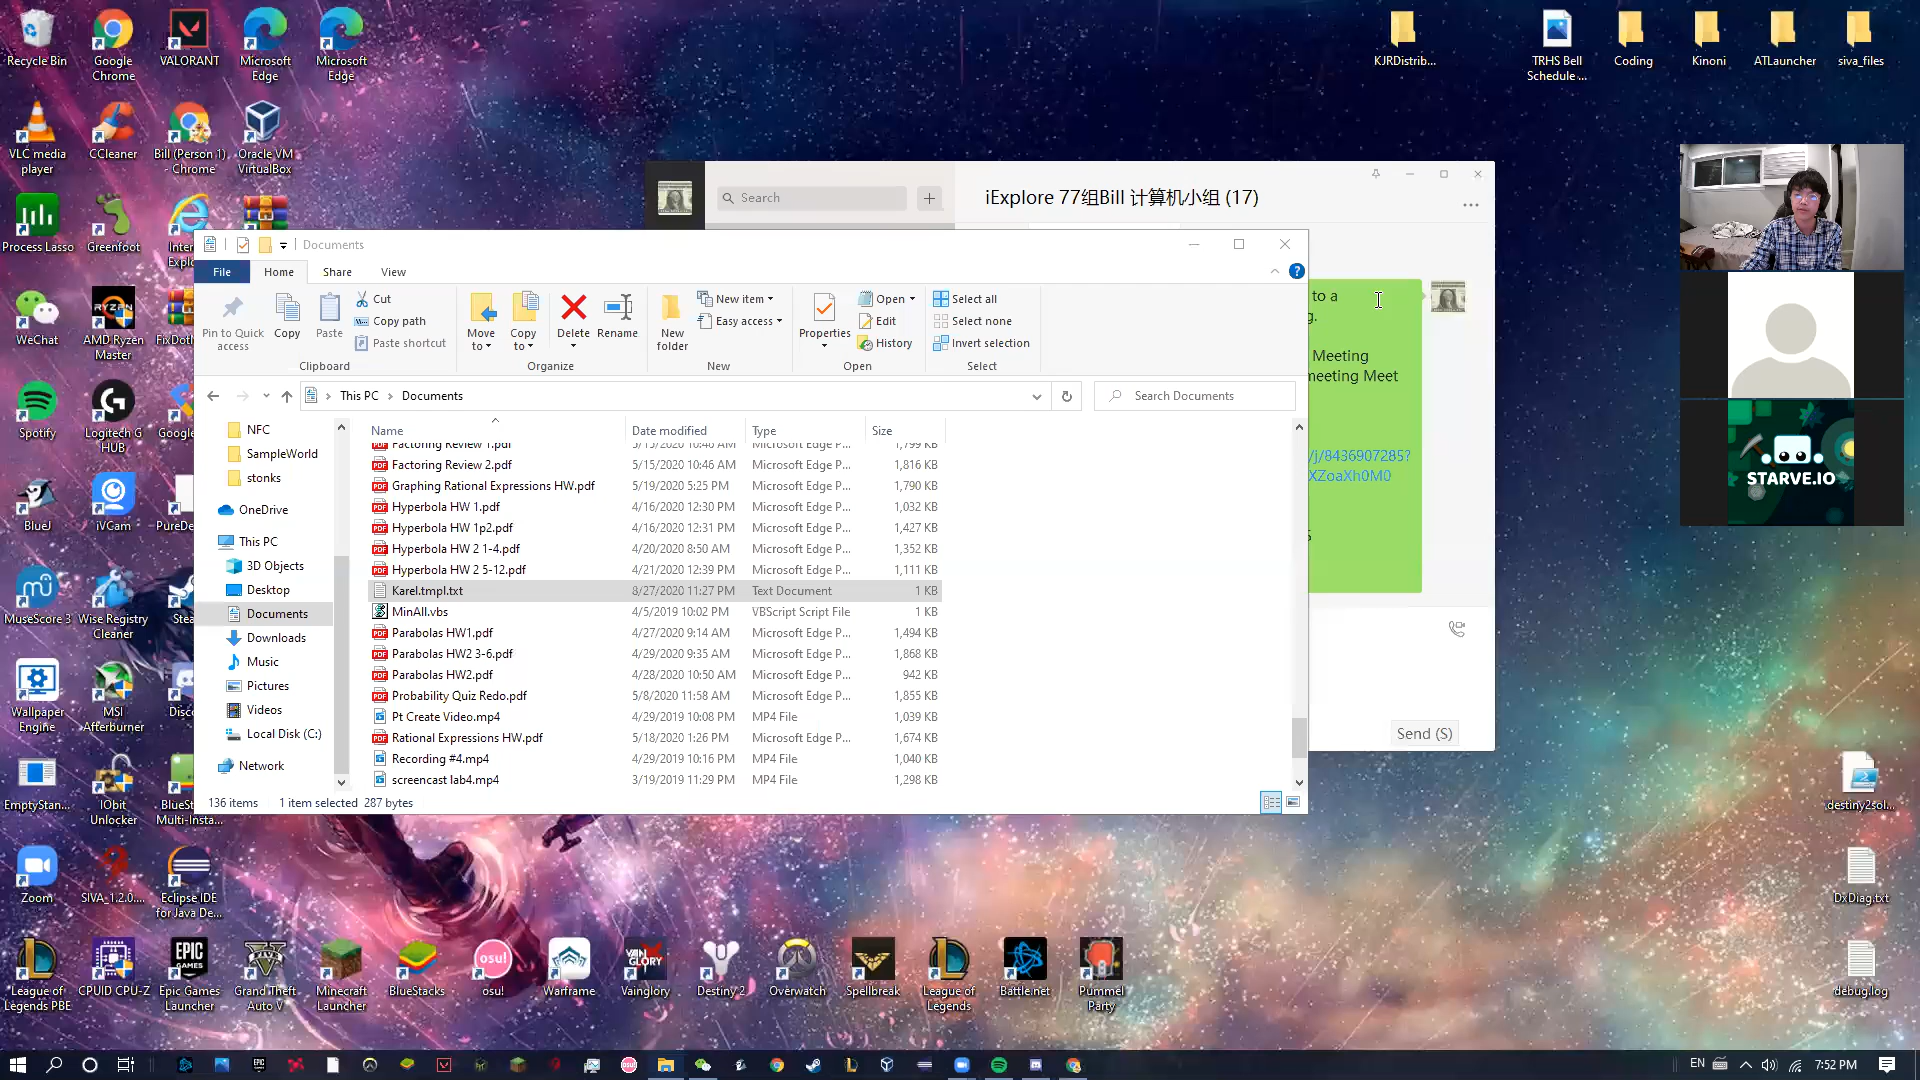 Recycle Bin
Google Chrome
VALORANT
Microsoft Edge
Microsoft Edge
KJRDistrib...
TRHS Bell Schedule ...
Coding
Kinoni
ATLauncher
siva_files
VLC media player
CCleaner
Bill (Person 1) - Chrome
Oracle VM VirtualBox
Process Lasso
Greenfoot
WeChat
AMD Ryzen Master
Spotify
Logitech G HUB
BlueJ
iVCam
MuseScore 3
Wise Registry Cleaner
Wallpaper Engine
MSI Afterburner
EmptyStan...
IObit Unlocker
BlueSta
Multi-Insta...
Zoom
SIVA_1.2.0....
Eclipse IDE for Java De...
League of Legends PBE
CPUID CPU-Z
Epic Games Launcher
Grand Theft Auto V
Minecraft Launcher
BlueStacks
osu!
Warframe
Vainglory
Destiny 2
Overwatch
Spellbreak
League of Legends
Battle.net
Pummel Party
destiny2sol...
DxDiag.txt
debug.log
Search
iExplore 77组Bill 计算机小组 (17)
to a
g.
Meeting
meeting Meet
/j/8436907285?
XZoaXh0M0
Send (S)
STARVE.IO
Documents
File
Home
Share
View
Pin to Quick access
Copy
Paste
Cut
Copy path
Paste shortcut
Clipboard
Move to
Copy to
Delete
Rename
Organize
New folder
New item
Easy access
New
Properties
Open
Edit
History
Open
Select all
Select none
Invert selection
Select
This PC
Documents
Search Documents
NFC
SampleWorld
stonks
OneDrive
This PC
3D Objects
Desktop
Documents
Downloads
Music
Pictures
Videos
Local Disk (C:)
Network
Name Date modified Type Size
Factoring Review 1.pdf 5/15/2020 10:46 AM Microsoft Edge P... 1,799 KB
Factoring Review 2.pdf 5/15/2020 10:46 AM Microsoft Edge P... 1,816 KB
Graphing Rational Expressions HW.pdf 5/19/2020 5:25 PM Microsoft Edge P... 1,790 KB
Hyperbola HW 1.pdf 4/16/2020 12:30 PM Microsoft Edge P... 1,032 KB
Hyperbola HW 1p2.pdf 4/16/2020 12:31 PM Microsoft Edge P... 1,427 KB
Hyperbola HW 2 1-4.pdf 4/20/2020 8:50 AM Microsoft Edge P... 1,352 KB
Hyperbola HW 2 5-12.pdf 4/21/2020 12:39 PM Microsoft Edge P... 1,111 KB
Karel.tmpl.txt 8/27/2020 11:27 PM Text Document 1 KB
MinAll.vbs 4/5/2019 10:02 PM VBScript Script File 1 KB
Parabolas HW1.pdf 4/27/2020 9:14 AM Microsoft Edge P... 1,494 KB
Parabolas HW2 3-6.pdf 4/29/2020 9:35 AM Microsoft Edge P... 1,868 KB
Parabolas HW2.pdf 4/28/2020 10:50 AM Microsoft Edge P... 942 KB
Probability Quiz Redo.pdf 5/8/2020 11:58 AM Microsoft Edge P... 1,855 KB
Pt Create Video.mp4 4/29/2019 10:08 PM MP4 File 1,039 KB
Rational Expressions HW.pdf 5/18/2020 1:26 PM Microsoft Edge P... 1,674 KB
Recording #4.mp4 4/29/2019 10:16 PM MP4 File 1,040 KB
screencast lab4.mp4 3/19/2019 11:29 PM MP4 File 1,298 KB
136 items 1 item selected 287 bytes
EN
7:52 PM